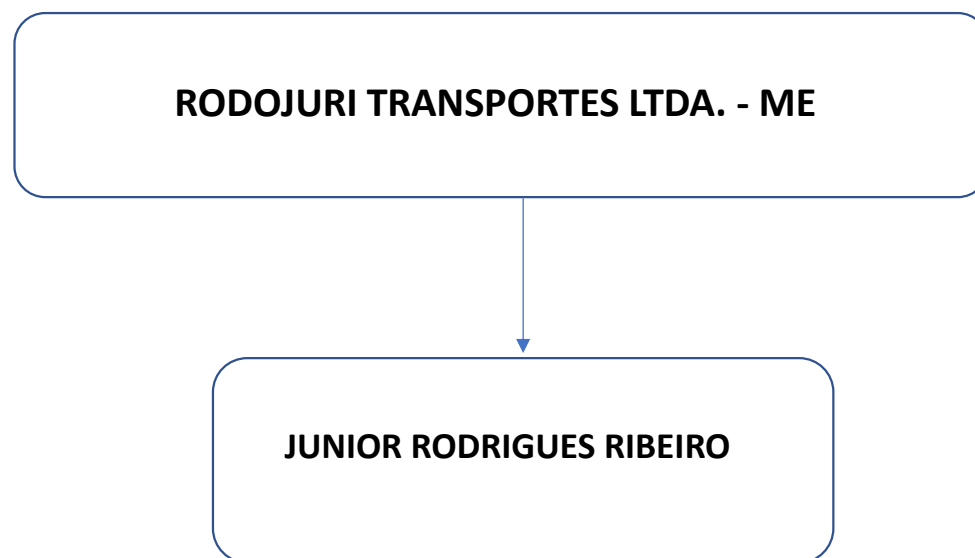 RODOJURI TRANSPORTES LTDA. - ME
JUNIOR RODRIGUES RIBEIRO